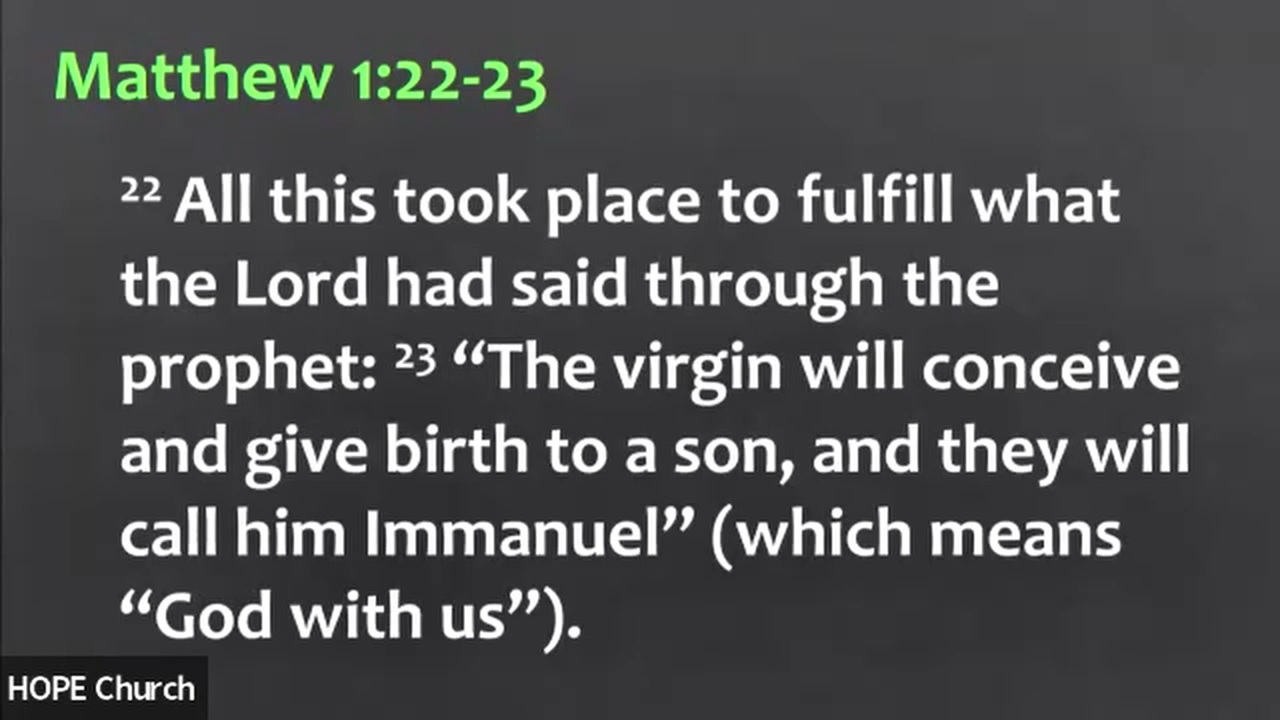 Matthew 1:22-23
22 All this took place to fulfill what
the Lord had said through the
prophet: 23 “The virgin will conceive
and give birth to a son, and they will
call him Immanuel” (which means
“God with us”).
HOPE Church